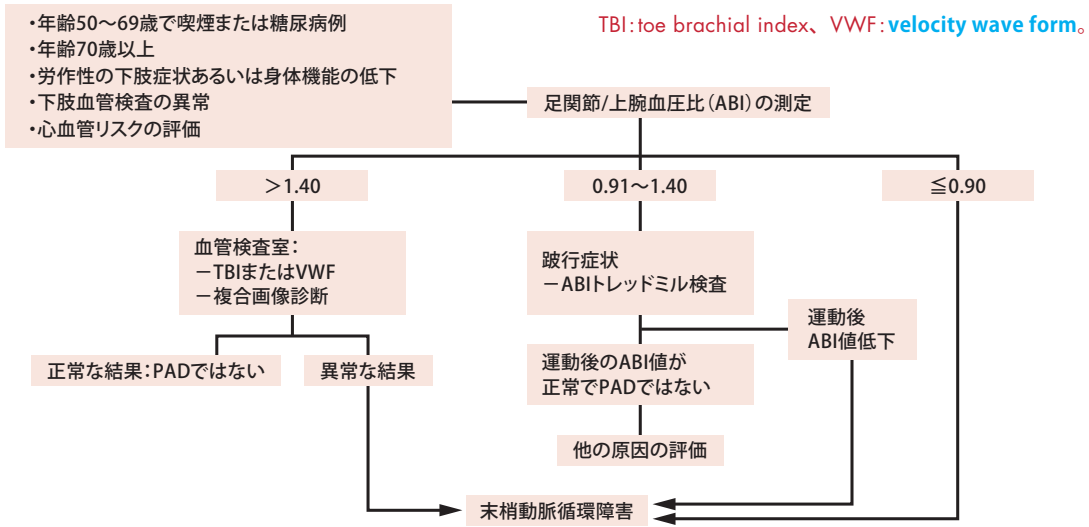 ・年齢50〜69歳で喫煙または糖尿病例
・年齢70歳以上
・労作性の下肢症状あるいは身体機能の低下
・下肢血管検査の異常
・心血管リスクの評価
TBI:toe brachial index、VWF:velocity wave form。
足関節/上腕血圧比(ABI)の測定
>1.40
0.91〜1.40
≦0.90
血管検査室:
−TBIまたはVWF
−複合画像診断
跛行症状
−ABIトレッドミル検査
運動後
ABI値低下
正常な結果:PADではない
異常な結果
運動後のABI値が
正常でPADではない
他の原因の評価
末梢動脈循環障害